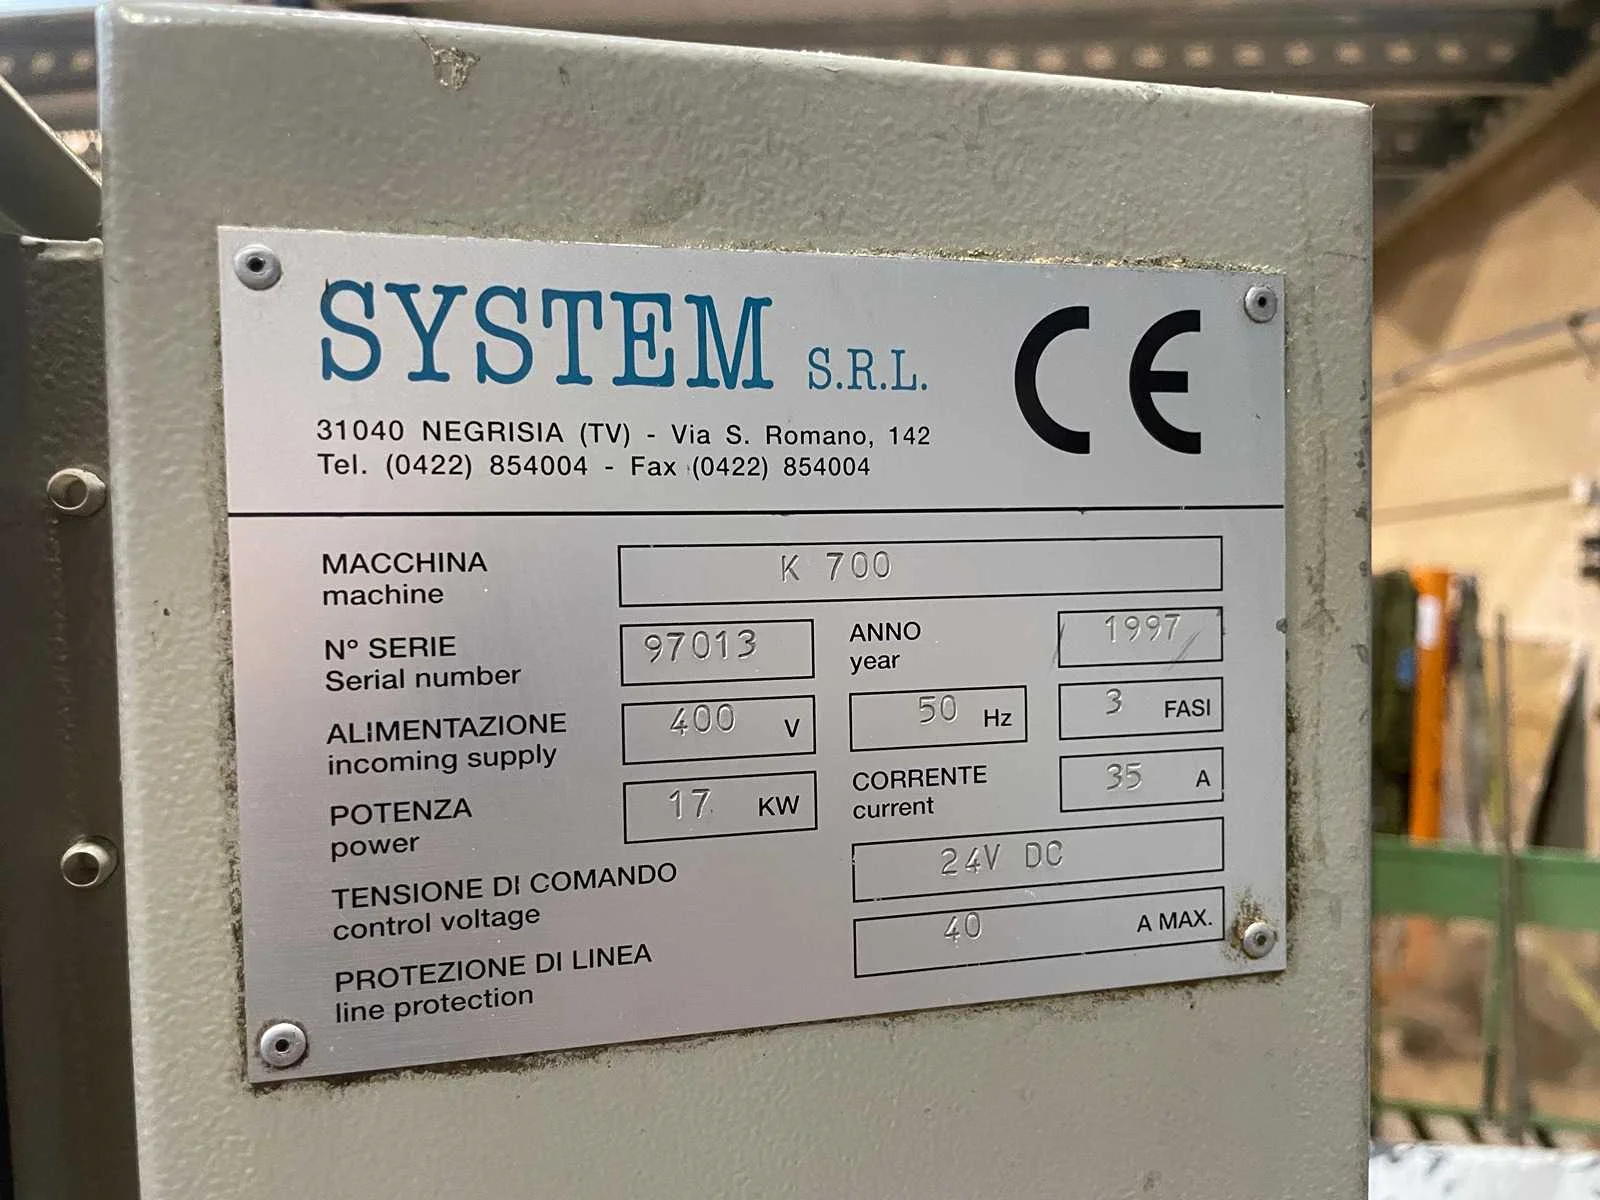 SYSTEM S.R.L. CE
31040 NEGRISIA (TV) - Via S. Romano, 142
Tel. (0422) 854004 - Fax (0422) 854004
MACCHINA
machine
K 700
N° SERIE
Serial number
97013
ANNO
year
1997
ALIMENTAZIONE
incoming supply
400 V
50 Hz
3 FASI
POTENZA
power
17 KW
CORRENTE
current
35 A
TENSIONE DI COMANDO
control voltage
24V DC
PROTEZIONE DI LINEA
line protection
40 A MAX.